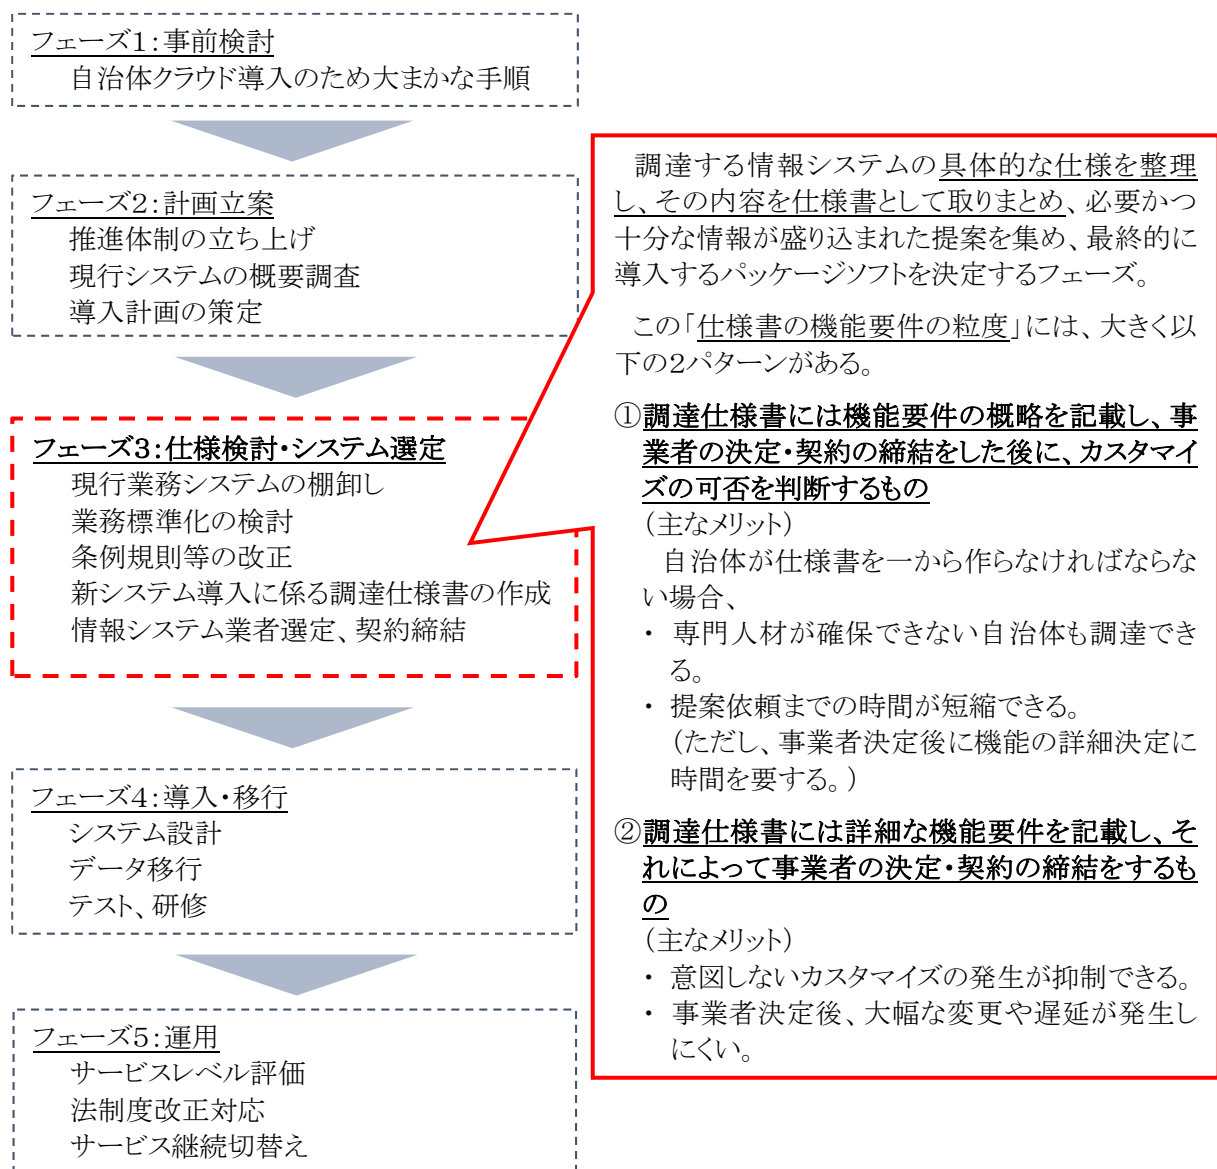 フェーズ1：事前検討
自治体クラウド導入のため大まかな手順
フェーズ2：計画立案
推進体制の立ち上げ
現行システムの概要調査
導入計画の策定
フェーズ3：仕様検討・システム選定
現行業務システムの棚卸し
業務標準化の検討
条例規則等の改正
新システム導入に係る調達仕様書の作成
情報システム業者選定、契約締結
フェーズ4：導入・移行
システム設計
データ移行
テスト、研修
フェーズ5：運用
サービスレベル評価
法制度改正対応
サービス継続切替え
調達する情報システムの具体的な仕様を整理
し、その内容を仕様書として取りまとめ、必要かつ
十分な情報が盛り込まれた提案を集め、最終的に
導入するパッケージソフトを決定するフェーズ。
この「仕様書の機能要件の粒度」には、大きく以
下の2パターンがある。
①調達仕様書には機能要件の概略を記載し、事
業者の決定・契約の締結をした後に、カスタマイ
ズの可否を判断するもの
（主なメリット）
自治体が仕様書を一から作らなければならな
い場合、
・ 専門人材が確保できない自治体も調達でき
る。
・ 提案依頼までの時間が短縮できる。
（ただし、事業者決定後に機能の詳細決定に
時間を要する。）
②調達仕様書には詳細な機能要件を記載し、そ
れによって事業者の決定・契約の締結をするも
の
（主なメリット）
・ 意図しないカスタマイズの発生が抑制できる。
・ 事業者決定後、大幅な変更や遅延が発生し
にくい。